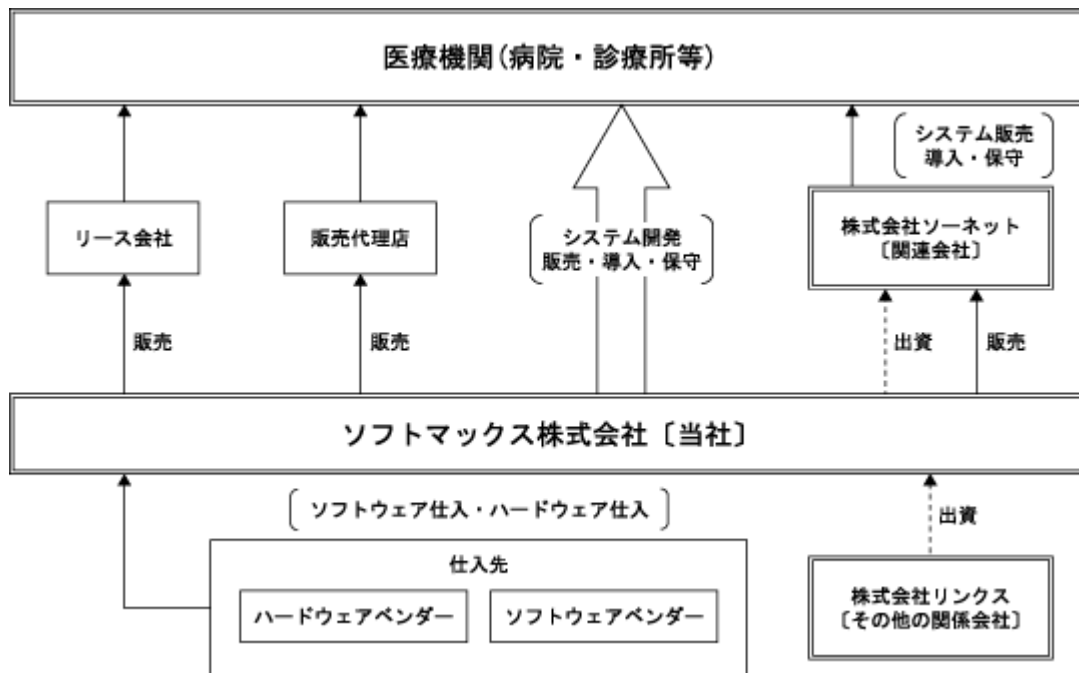 医療機関(病院・診療所等)
システム販売
導入・保守
リース会社
販売代理店
システム開発
販売・導入・保守
株式会社ソーネット
〔関連会社〕
販売
販売
出資
販売
ソフトマックス株式会社〔当社〕
ソフトウェア仕入・ハードウェア仕入
出資
仕入先
ハードウェアベンダー
ソフトウェアベンダー
株式会社リンクス
〔その他の関係会社〕